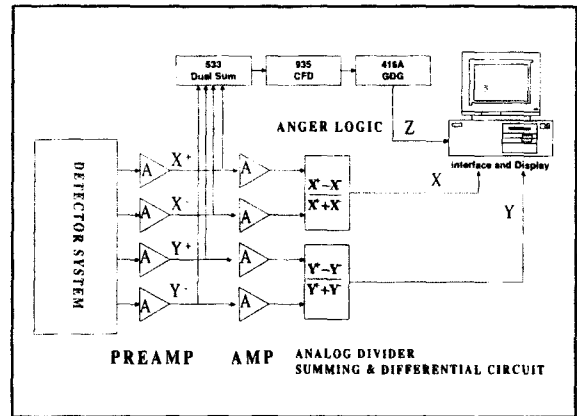 533
Dual Sum
935
CFD
416A
GDG
ANGER LOGIC
Z
Interface and Display
DETECTOR SYSTEM
A
X+
A
X+-X-
X++X-
X
A
X-
A
A
Y+
A
Y+-Y-
Y++Y-
Y
A
Y-
A
PREAMP
AMP
ANALOG DIVIDER
SUMMING & DIFFERENTIAL CIRCUIT